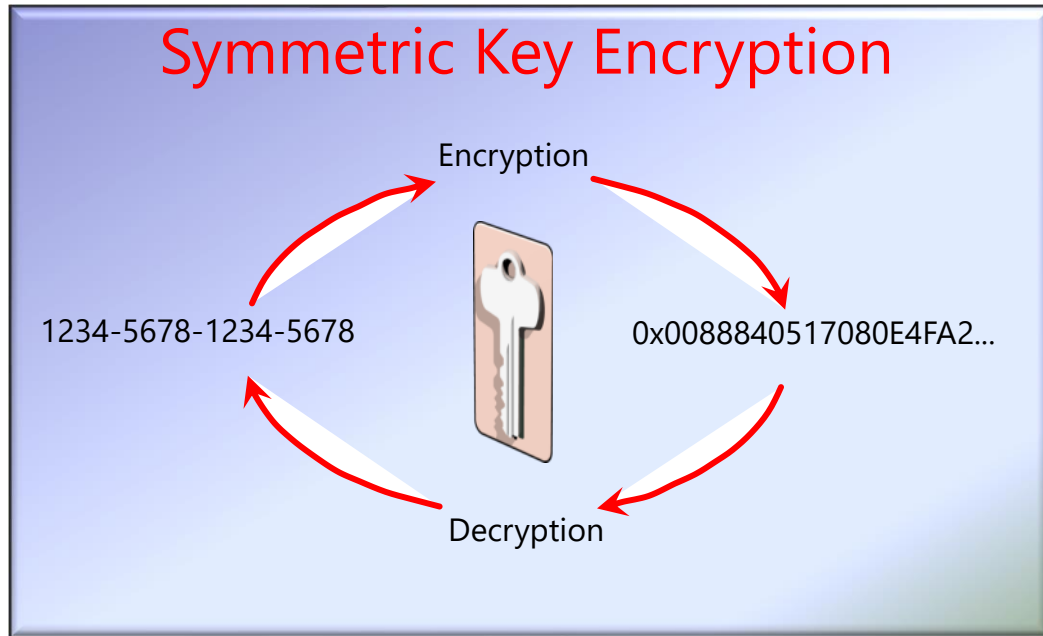 Symmetric Key Encryption
Encryption
1234-5678-1234-5678
0x0088840517080E4FA2...
Decryption